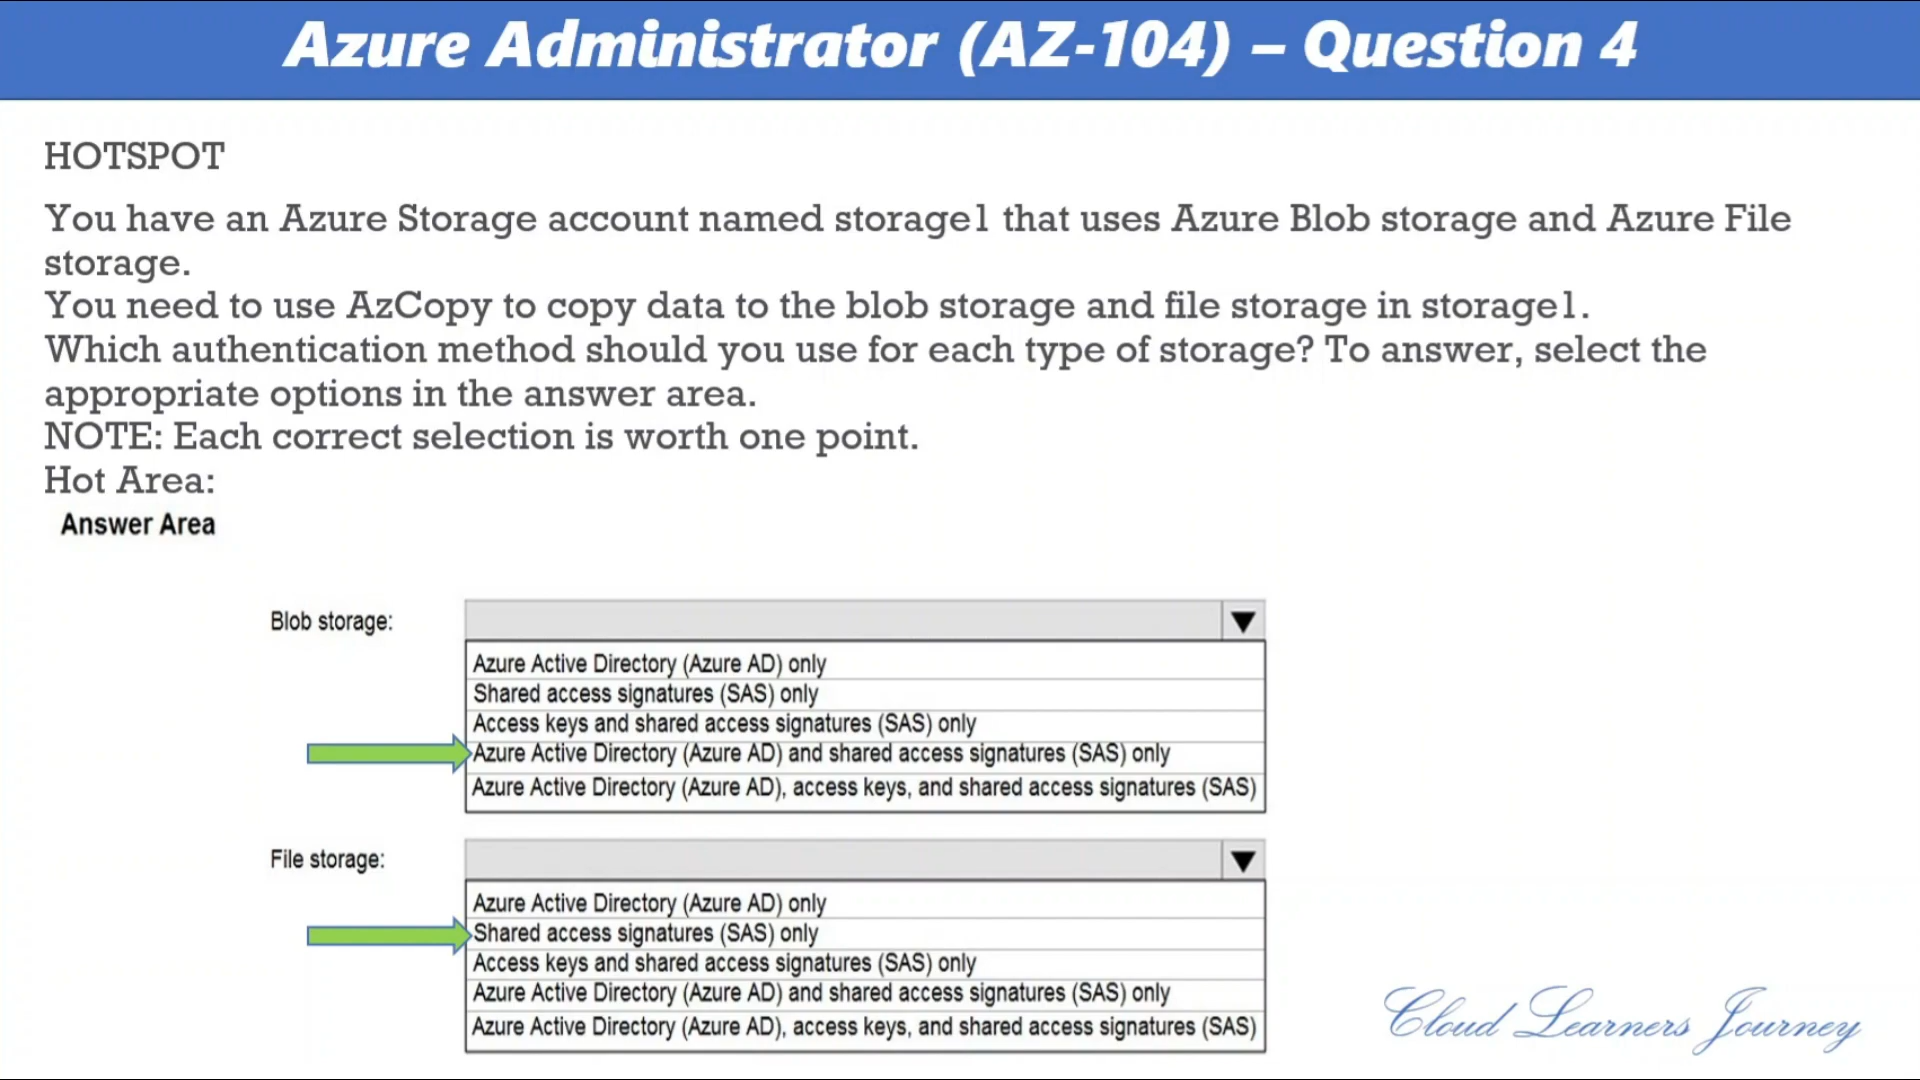 Azure Administrator (AZ-104) – Question 4
HOTSPOT
You have an Azure Storage account named storage1 that uses Azure Blob storage and Azure File
storage.
You need to use AzCopy to copy data to the blob storage and file storage in storage1.
Which authentication method should you use for each type of storage? To answer, select the
appropriate options in the answer area.
NOTE: Each correct selection is worth one point.
Hot Area:
Answer Area
Blob storage:
Azure Active Directory (Azure AD) only
Shared access signatures (SAS) only
Access keys and shared access signatures (SAS) only
Azure Active Directory (Azure AD) and shared access signatures (SAS) only
Azure Active Directory (Azure AD), access keys, and shared access signatures (SAS)
File storage:
Azure Active Directory (Azure AD) only
Shared access signatures (SAS) only
Access keys and shared access signatures (SAS) only
Azure Active Directory (Azure AD) and shared access signatures (SAS) only
Azure Active Directory (Azure AD), access keys, and shared access signatures (SAS)
Cloud Learners Journey